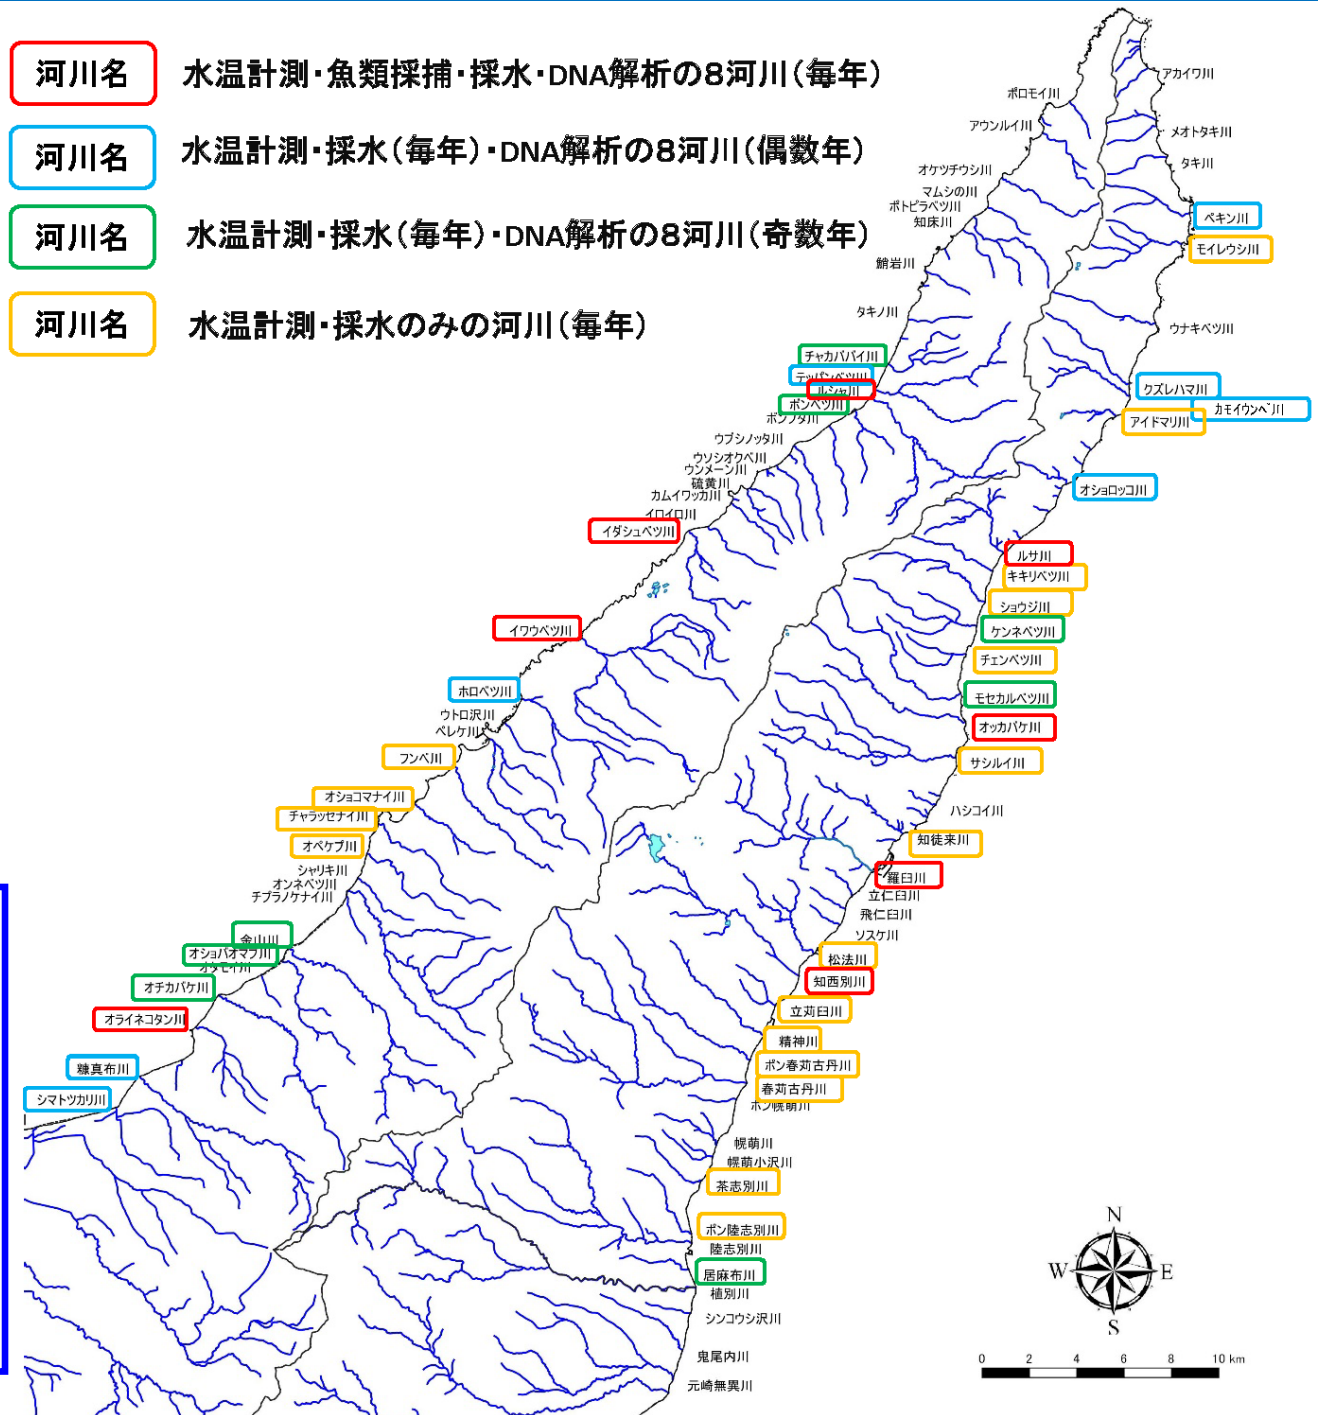 河川名 水温計測・魚類採捕・採水・DNA解析の8河川(毎年)
河川名 水温計測・採水(毎年)・DNA解析の8河川(偶数年)
河川名 水温計測・採水(毎年)・DNA解析の8河川(奇数年)
河川名 水温計測・採水のみの河川(毎年)
ポロモイ川
アウンルイ川
オケツチウシ川
マムシの川
ポトピラベツ川
知床川
鮹岩川
タキノ川
チャカババイ川
テッパンベツ川
ルシャ川
ポンベツ川
ポンプタ川
ウブシノッタ川
ウソシオクベ川
ウンメーン川
硫黄川
カムイワッカ川
イロイロ川
イダシュベツ川
イワウベツ川
ホロベツ川
ウトロ沢川
ペレケ川
フンベ川
オショコマナイ川
チャラッセナイ川
オペケプ川
シャリキ川
オンネベツ川
チプラノケナイ川
金山川
オショバオマブ川
オタモイ川
オチカバケ川
オライネコタン川
糠真布川
シマトツカリ川
アカイワ川
メオトタキ川
タキ川
ペキン川
モイレウシ川
ウナキベツ川
クズレハマ川
カモイウンベ川
アイドマリ川
オショロッコ川
ルサ川
キキリベツ川
ショウジ川
ケンネベツ川
チェンベツ川
モセカルベツ川
オッカバケ川
サシルイ川
ハシコイ川
知徒来川
羅臼川
立仁臼川
飛仁臼川
ソスケ川
松法川
知西別川
立苅臼川
精神川
ポン春苅古丹川
春苅古丹川
ポン幌萌川
幌萌川
幌萌小沢川
茶志別川
ポン陸志別川
陸志別川
居麻布川
植別川
シンコウシ沢川
鬼尾内川
元崎無異川
N
W E
S
0 2 4 6 8 10 km